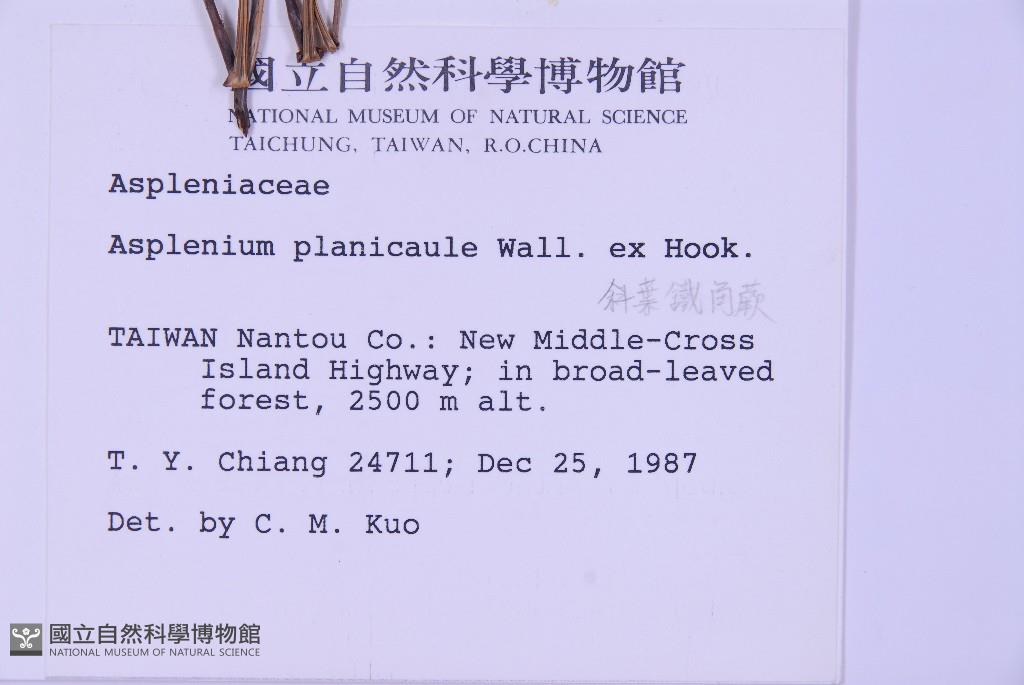 國立自然科學博物館
NATIONAL MUSEUM OF NATURAL SCIENCE
TAICHUNG, TAIWAN, R.O.CHINA
Aspleniaceae
Asplenium planicaule Wall. ex Hook.
斜葉鐵角蕨
TAIWAN Nantou Co.: New Middle-Cross
Island Highway; in broad-leaved
forest, 2500 m alt.
T. Y. Chiang 24711; Dec 25, 1987
Det. by C. M. Kuo
國立自然科學博物館
NATIONAL MUSEUM OF NATURAL SCIENCE